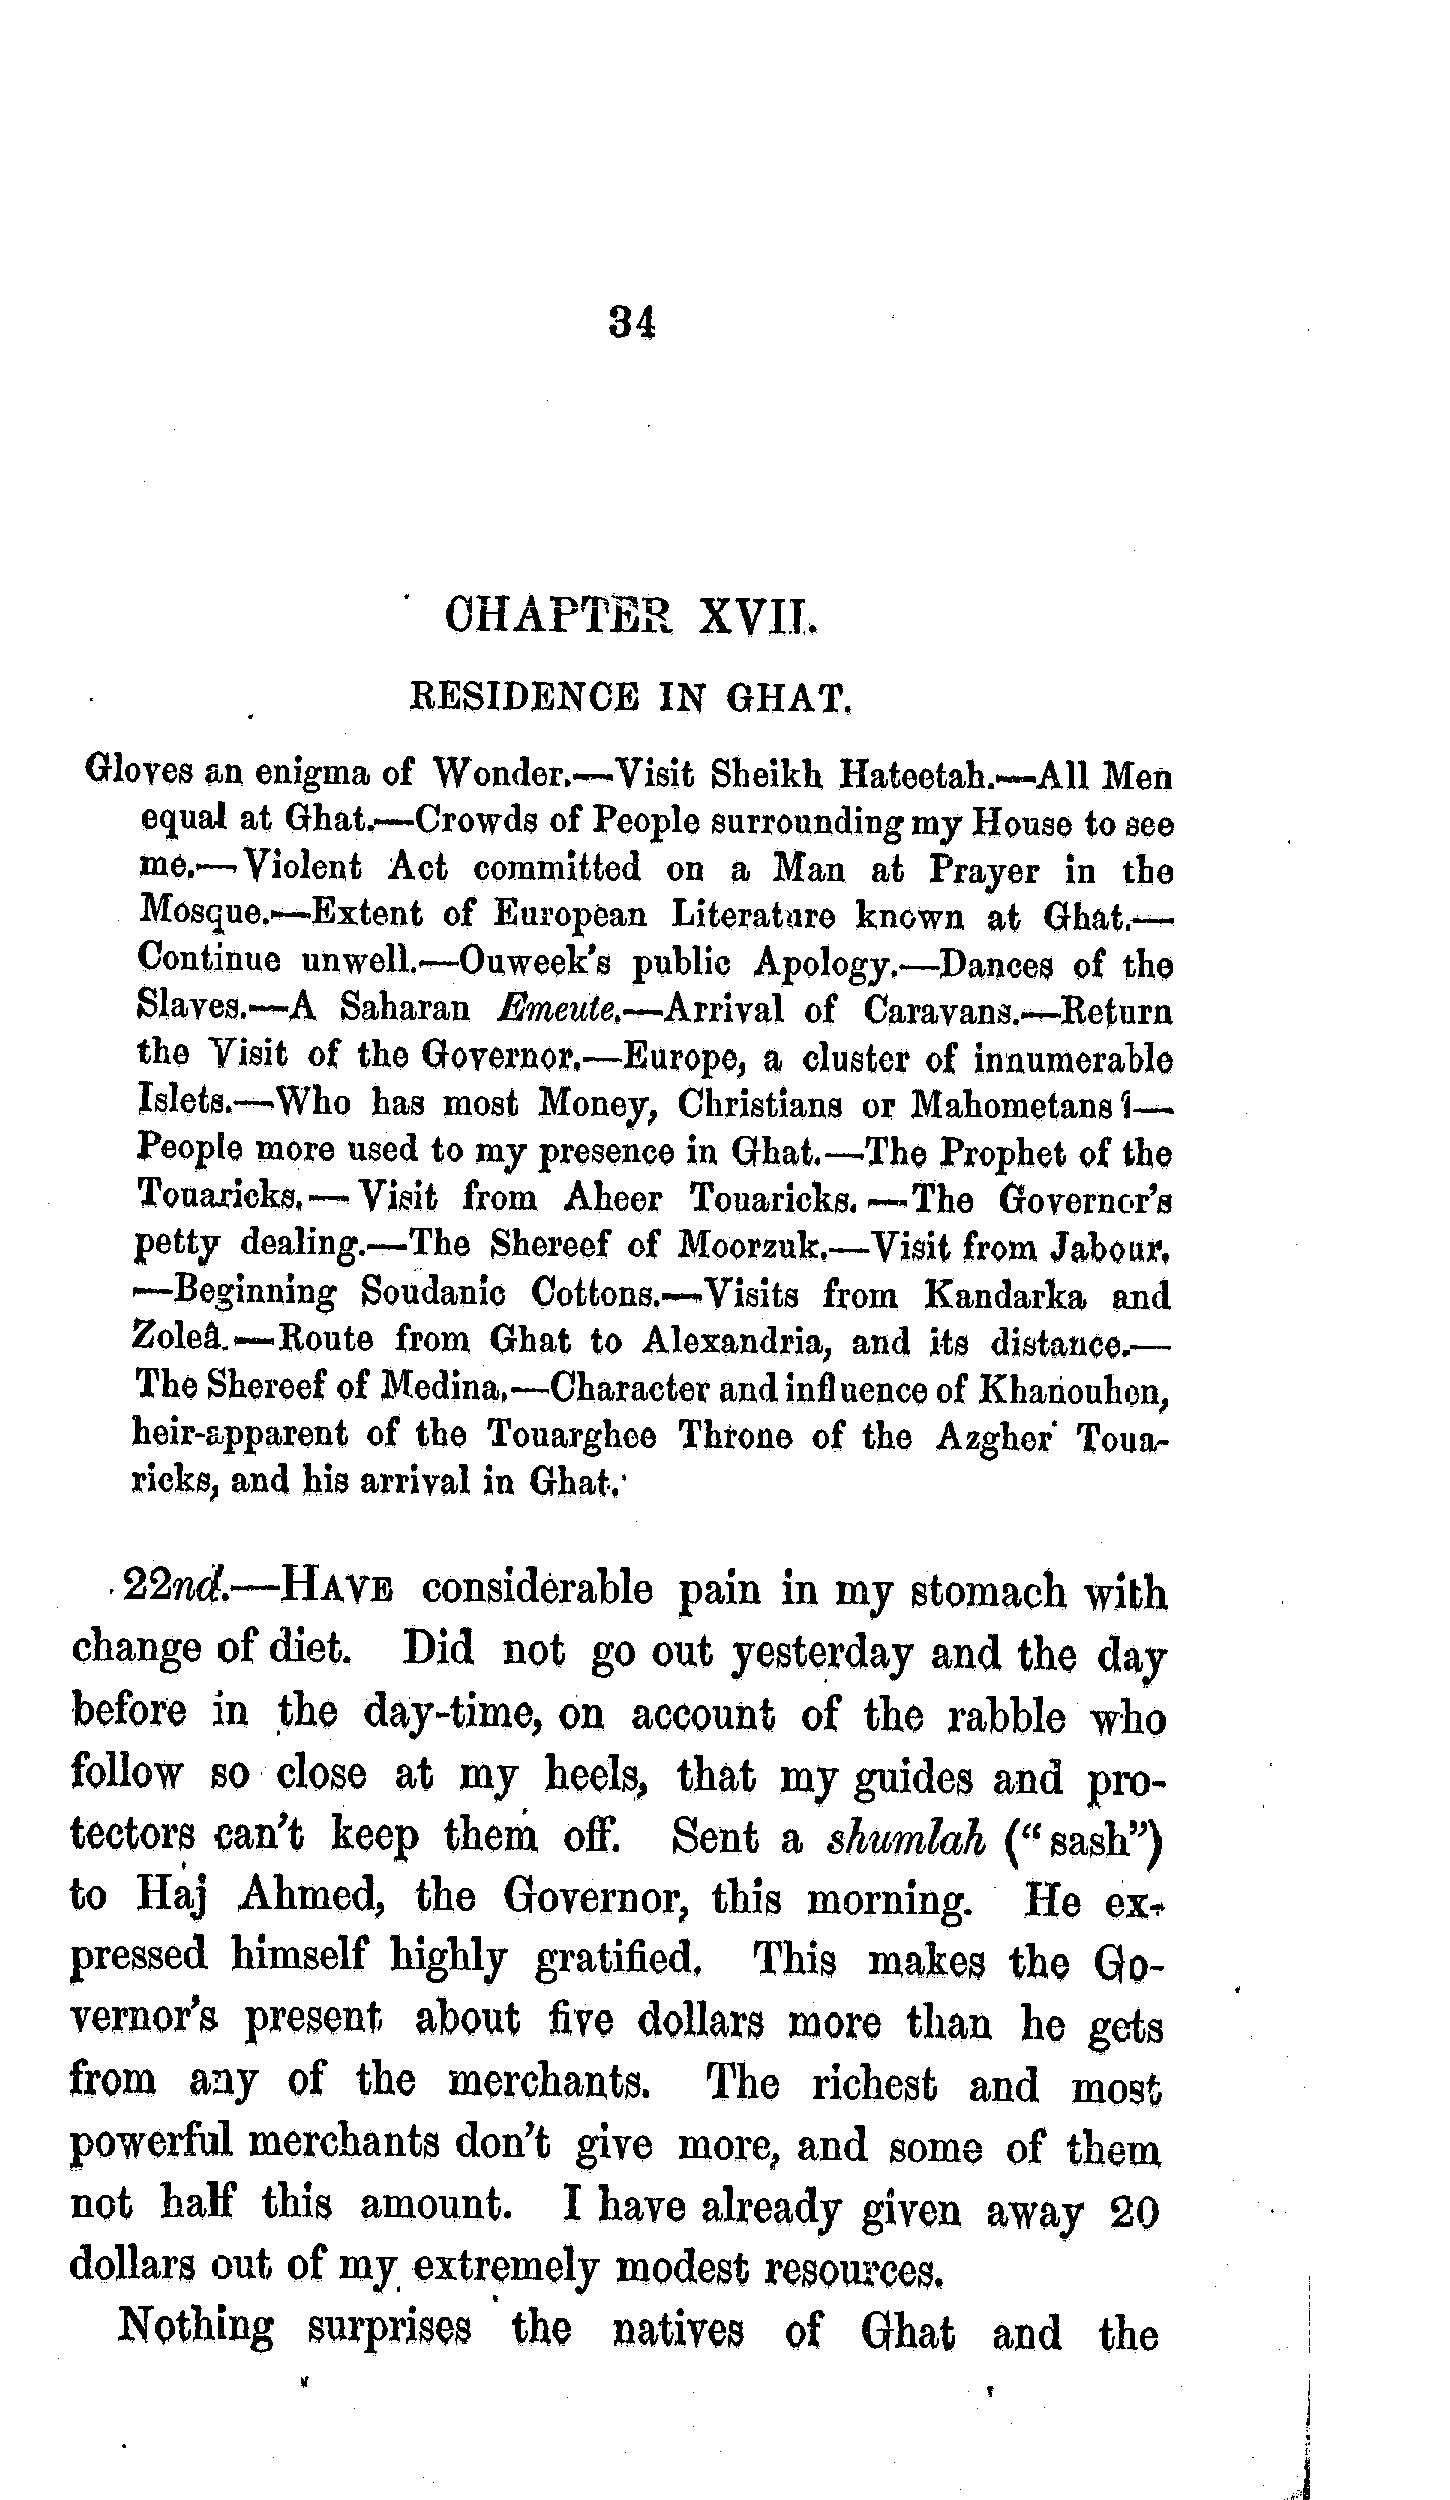 34
CHAPTER XVII.
RESIDENCE IN GHAT.
Gloves an enigma of Wonder.—Visit Sheikh Hateetah.—All Men
equal at Ghat.—Crowds of People surrounding my House to see
me.—Violent Act committed on a Man at Prayer in the
Mosque.—Extent of European Literature known at Ghat.—
Continue unwell.—Ouweek's public Apology.—Dances of the
Slaves.—A Saharan Emeute.—Arrival of Caravans.—Return
the Visit of the Governor.—Europe, a cluster of innumerable
Islets.—Who has most Money, Christians or Mahometans?—
People more used to my presence in Ghat.—The Prophet of the
Touaricks.—Visit from Aheer Touaricks.—The Governor's
petty dealing.—The Shereef of Moorzuk.—Visit from Jabour.
—Beginning Soudanic Cottons.—Visits from Kandarka and
Zoleâ.—Route from Ghat to Alexandria, and its distance.—
The Shereef of Medina.—Character and influence of Khanouhen,
heir-apparent of the Touarghee Throne of the Azgher Toua-
ricks, and his arrival in Ghat.
22nd.—HAVE considerable pain in my stomach with
change of diet. Did not go out yesterday and the day
before in the day-time, on account of the rabble who
follow so close at my heels, that my guides and pro-
tectors can't keep them off. Sent a shumlah ("sash")
to Haj Ahmed, the Governor, this morning. He ex-
pressed himself highly gratified. This makes the Go-
vernor's present about five dollars more than he gets
from any of the merchants. The richest and most
powerful merchants don't give more, and some of them
not half this amount. I have already given away 20
dollars out of my extremely modest resources.
Nothing surprises the natives of Ghat and the